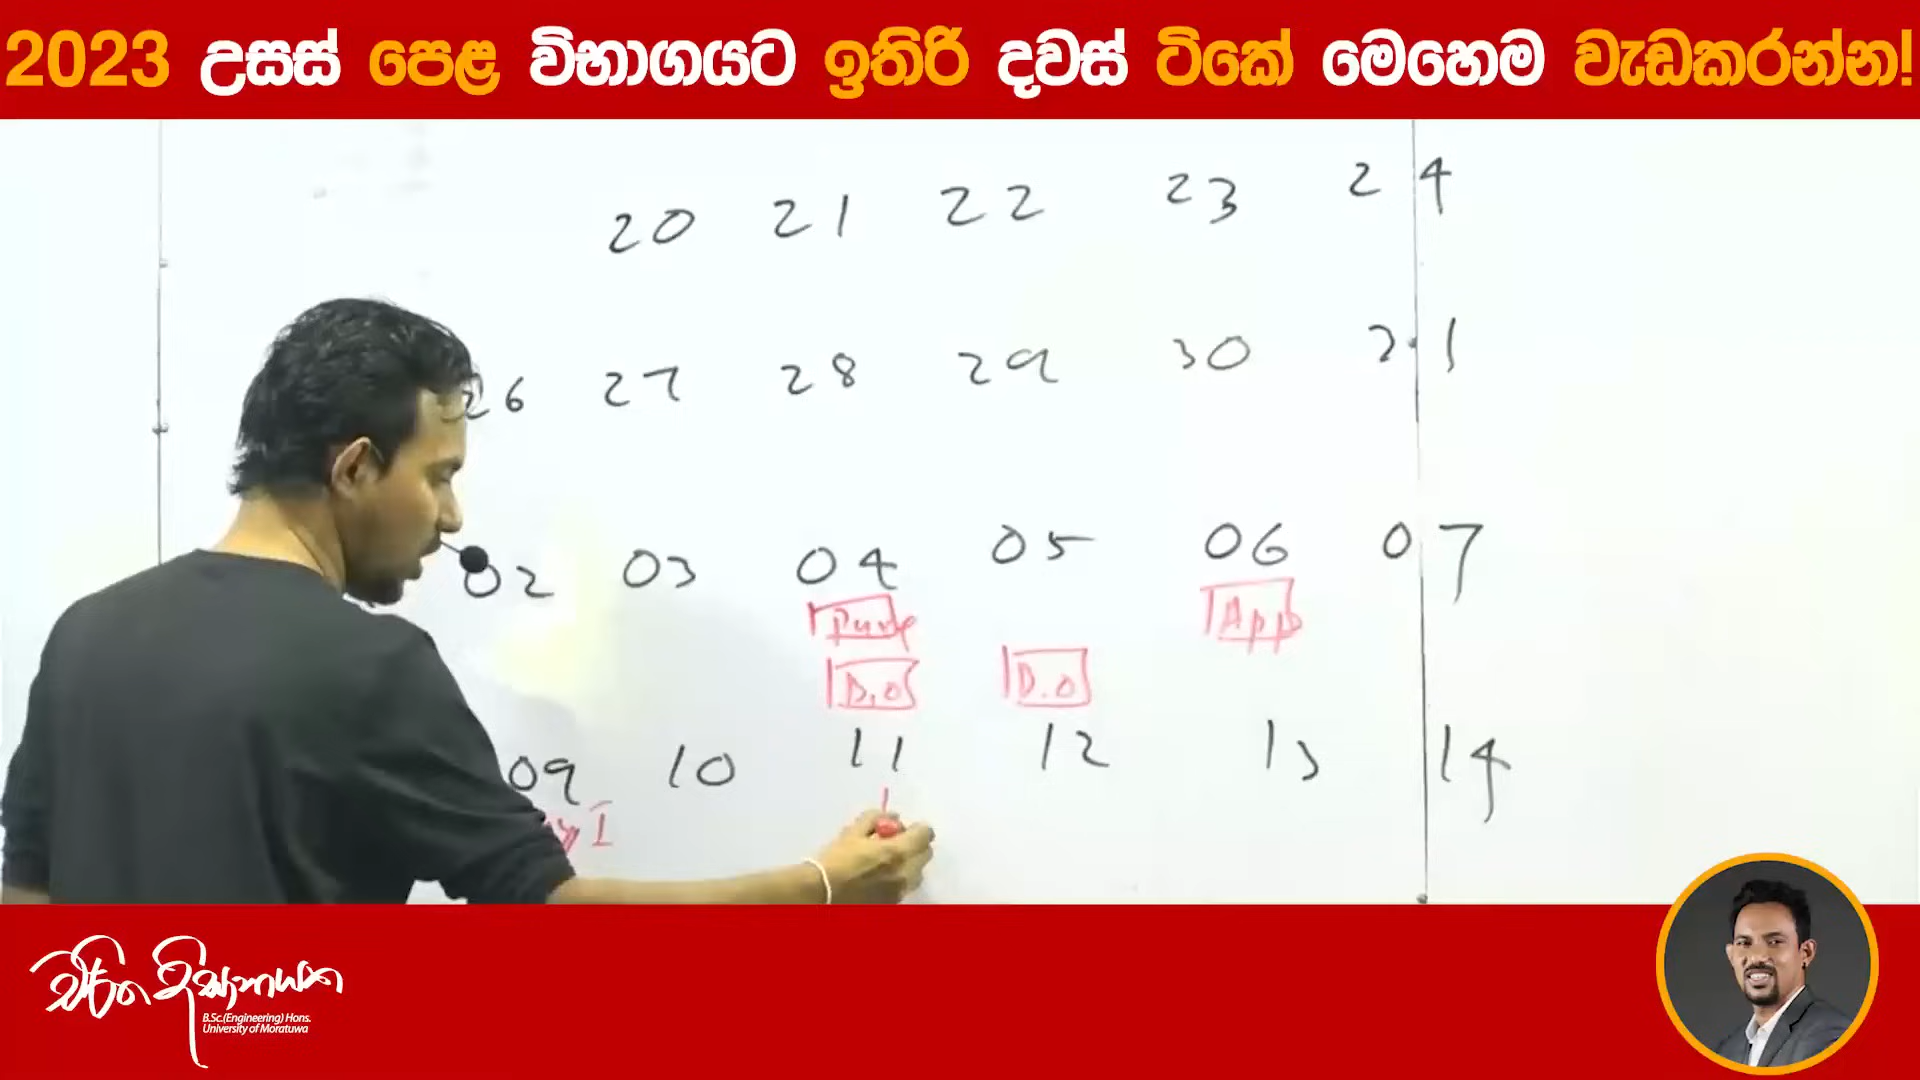 2023 උසස් පෙළ විභාගයට ඉතිරි දවස් ටිකේ මෙහෙම වැඩකරන්න!
20 21 22 23 24
26 27 28 29 30 31
02 03 04 05 06 07
Pure App
D.O D.O
09 10 11 12 13 14
I
B.Sc.(Engineering) Hons.
University of Moratuwa